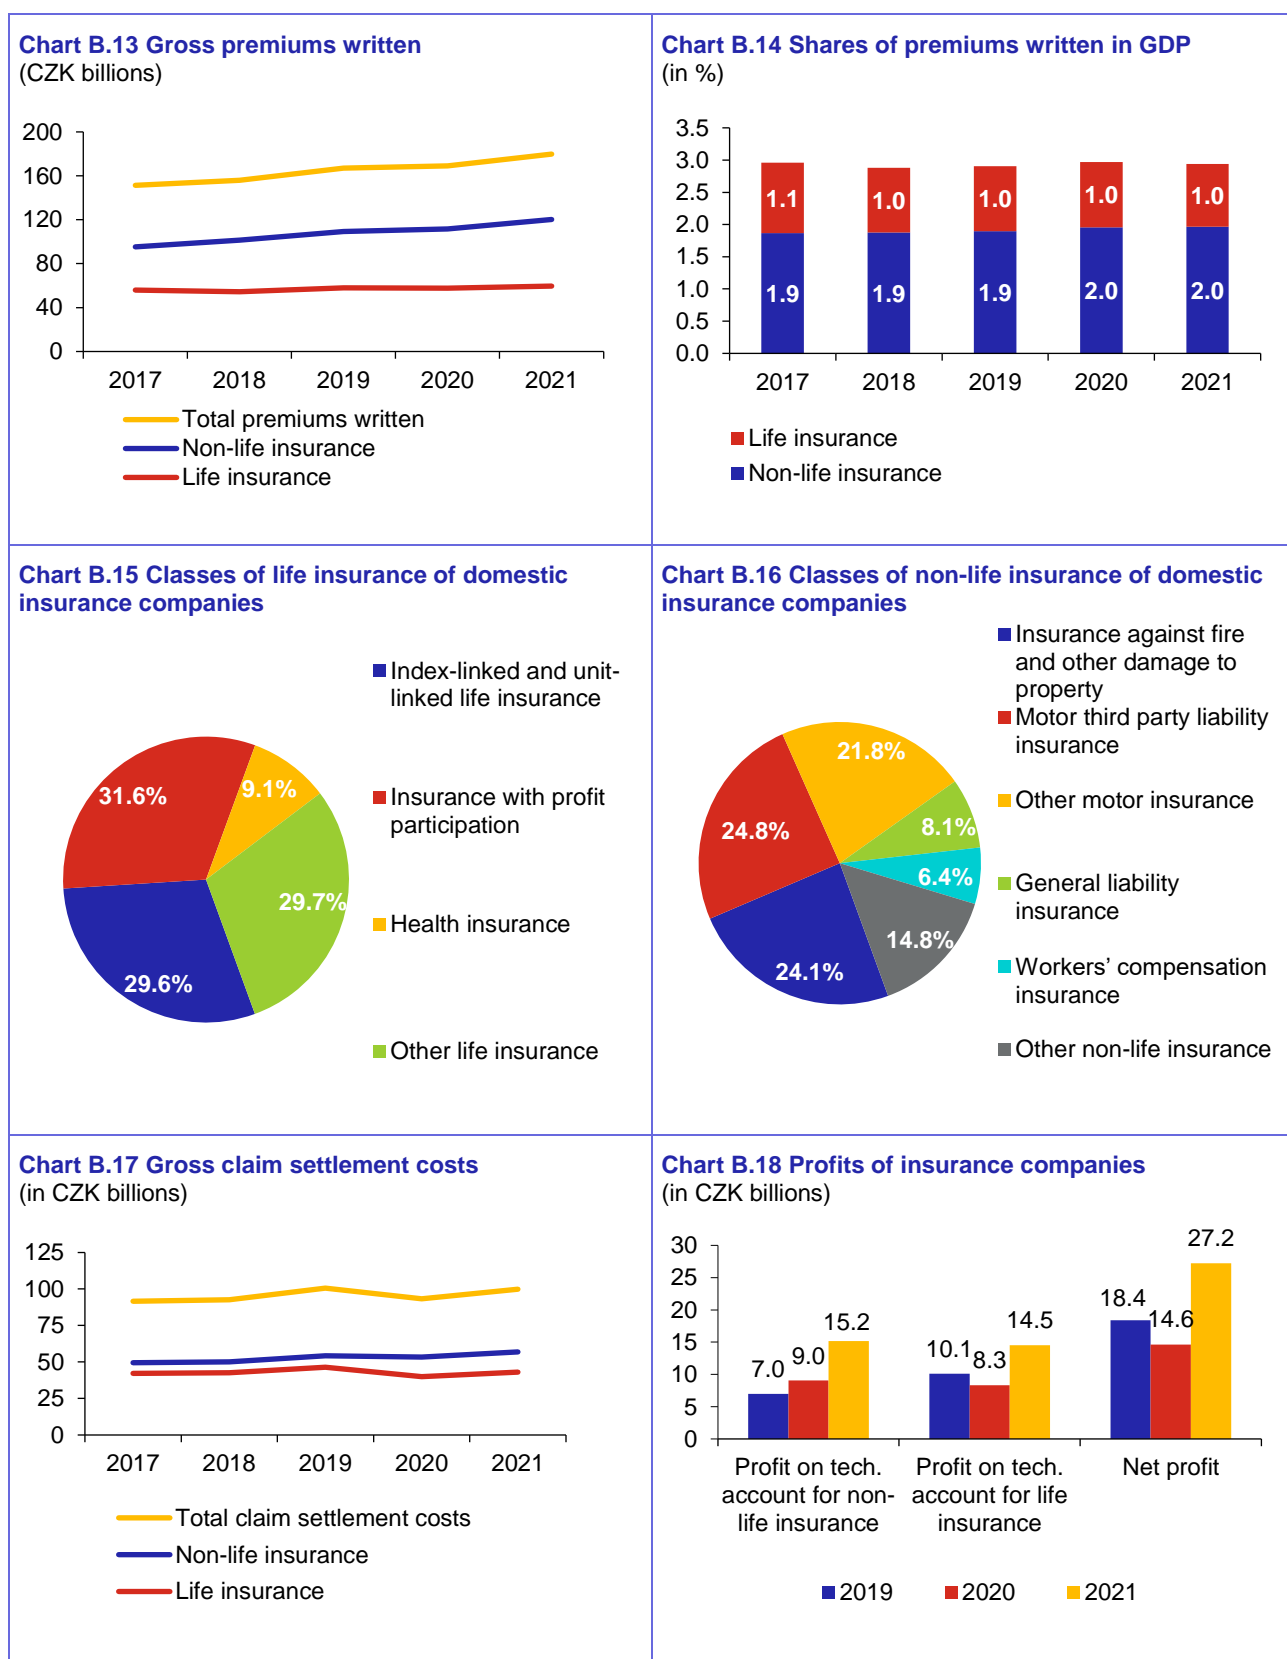 Chart B.13 Gross premiums written
(CZK billions)
200
160
120
80
40
0
2017 2018 2019 2020 2021
Total premiums written
Non-life insurance
Life insurance
Chart B.14 Shares of premiums written in GDP
(in %)
3.5
3.0
2.5
2.0
1.5
1.0
0.5
0.0
1.1 1.0 1.0 1.0 1.0
1.9 1.9 1.9 2.0 2.0
2017 2018 2019 2020 2021
Life insurance
Non-life insurance
Chart B.15 Classes of life insurance of domestic
insurance companies
31.6%
9.1%
29.7%
29.6%
Index-linked and unit-
linked life insurance
Insurance with profit
participation
Health insurance
Other life insurance
Chart B.16 Classes of non-life insurance of domestic
insurance companies
21.8%
24.8%
8.1%
6.4%
14.8%
24.1%
Insurance against fire
and other damage to
property
Motor third party liability
insurance
Other motor insurance
General liability
insurance
Workers’ compensation
insurance
Other non-life insurance
Chart B.17 Gross claim settlement costs
(in CZK billions)
125
100
75
50
25
0
2017 2018 2019 2020 2021
Total claim settlement costs
Non-life insurance
Life insurance
Chart B.18 Profits of insurance companies
(in CZK billions)
30
25
20
15
10
5
0
7.0 9.0 15.2
10.1 8.3 14.5
18.4 14.6 27.2
Profit on tech.
account for non-
life insurance
Profit on tech.
account for life
insurance
Net profit
2019 2020 2021